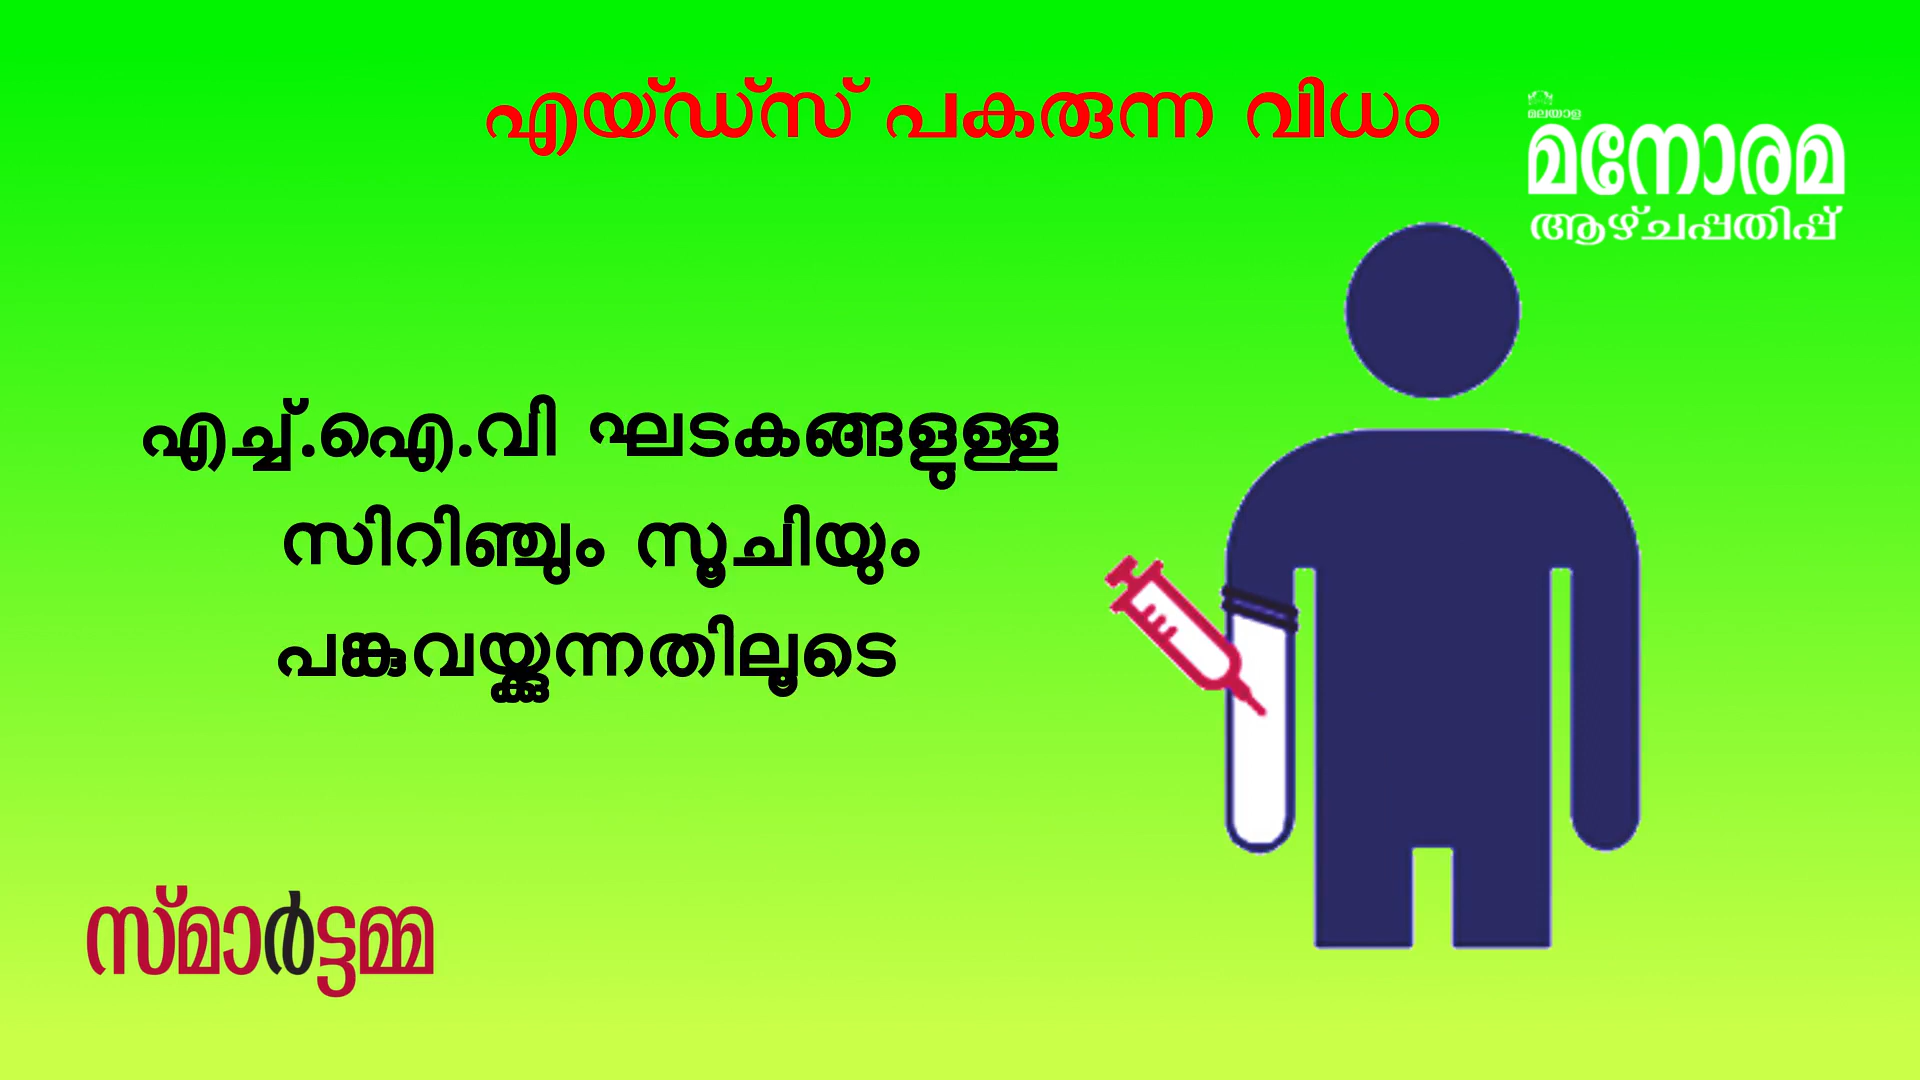 എയ്ഡ്സ് പകരുന്ന വിധം
മലയാള
മനോരമ
ആഴ്ചപ്പതിപ്പ്
എച്ച്.ഐ.വി ഘടകങ്ങളുള്ള
സിറിഞ്ചും സൂചിയും
പങ്കുവയ്ക്കുന്നതിലൂടെ
സ്മാർട്ടമ്മ